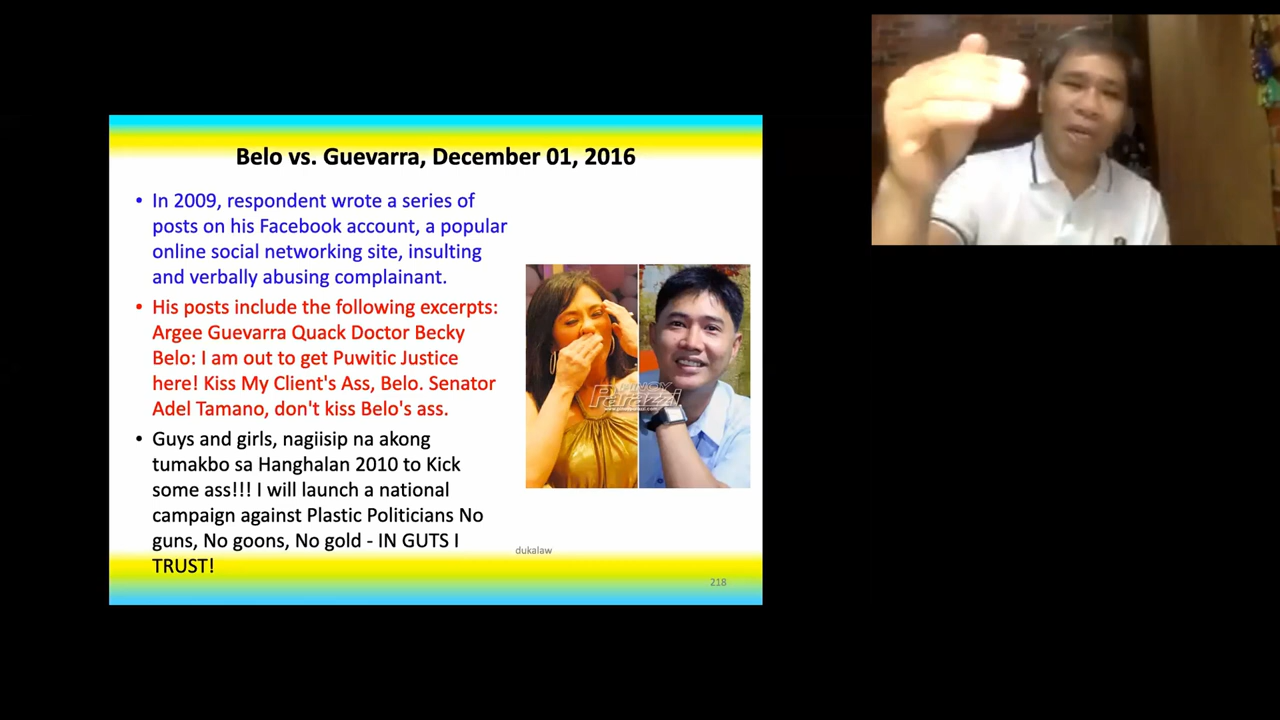 Belo vs. Guevarra, December 01, 2016
• In 2009, respondent wrote a series of
posts on his Facebook account, a popular
online social networking site, insulting
and verbally abusing complainant.
• His posts include the following excerpts:
Argee Guevarra Quack Doctor Becky
Belo: I am out to get Puwitic Justice
here! Kiss My Client's Ass, Belo. Senator
Adel Tamano, don't kiss Belo's ass.
• Guys and girls, nagiisip na akong
tumakbo sa Hanghalan 2010 to Kick
some ass!!! I will launch a national
campaign against Plastic Politicians No
guns, No goons, No gold - IN GUTS I
TRUST!
PINOY
Parazzi
www.pinoyparazzi.com
dukalaw
218